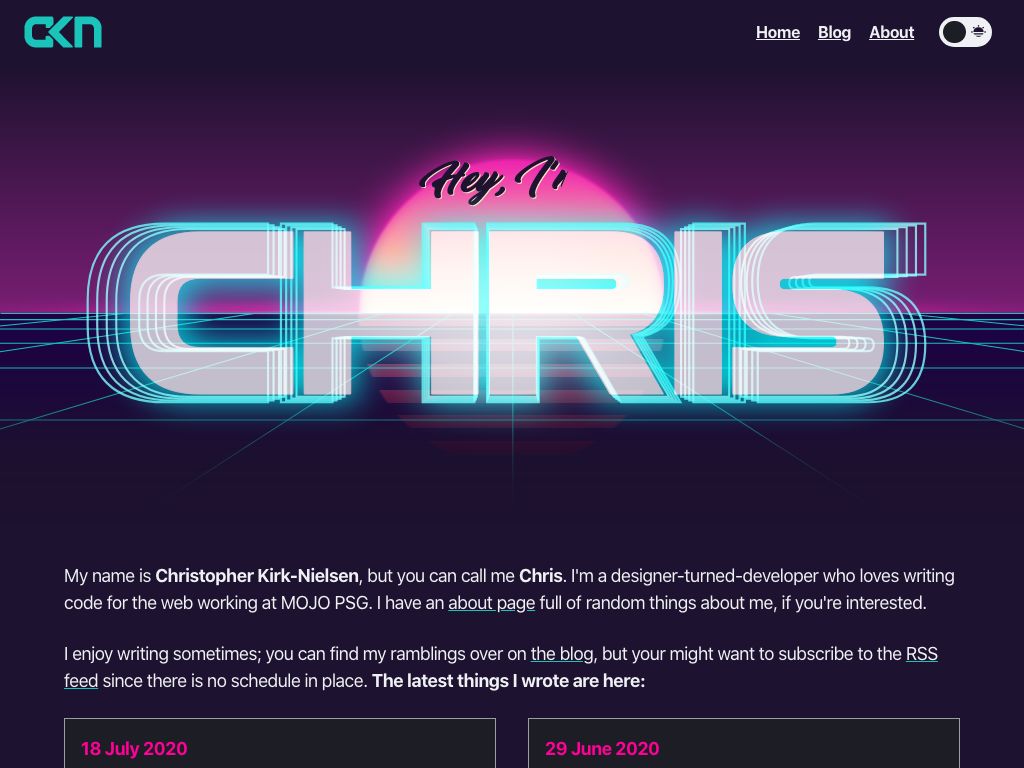 CKN
Home Blog About
Hey, I'm
CHRIS
My name is Christopher Kirk-Nielsen, but you can call me Chris. I'm a designer-turned-developer who loves writing
code for the web working at MOJO PSG. I have an about page full of random things about me, if you're interested.
I enjoy writing sometimes; you can find my ramblings over on the blog, but your might want to subscribe to the RSS
feed since there is no schedule in place. The latest things I wrote are here:
18 July 2020
29 June 2020